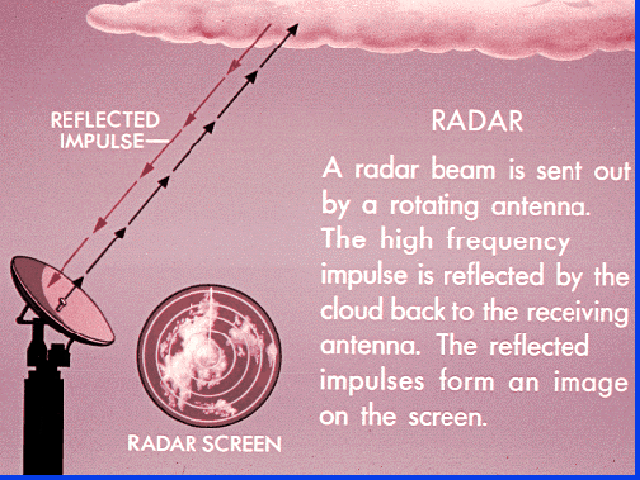 REFLECTED
IMPULSE
RADAR
A radar beam is sent out
by a rotating antenna.
The high frequency
impulse is reflected by the
cloud back to the receiving
antenna. The reflected
impulses form an image
on the screen.
RADAR SCREEN